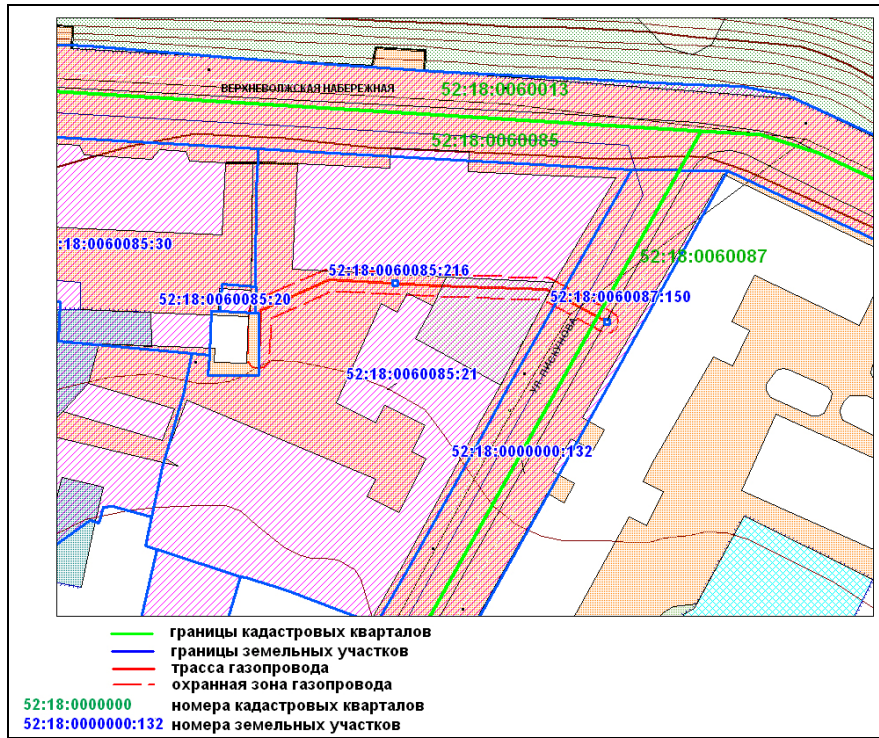 ВЕРХНЕВОЛЖСКАЯ НАБЕРЕЖНАЯ
52:18:0060013
52:18:0060085
:18:0060085:30
52:18:0060087
52:18:0060085:216
52:18:0060085:20
52:18:0060087:150
УЛ. ПИСКУНОВА
52:18:0060085:21
52:18:0000000:132
границы кадастровых кварталов
границы земельных участков
трасса газопровода
охранная зона газопровода
52:18:0000000 номера кадастровых кварталов
52:18:0000000:132 номера земельных участков